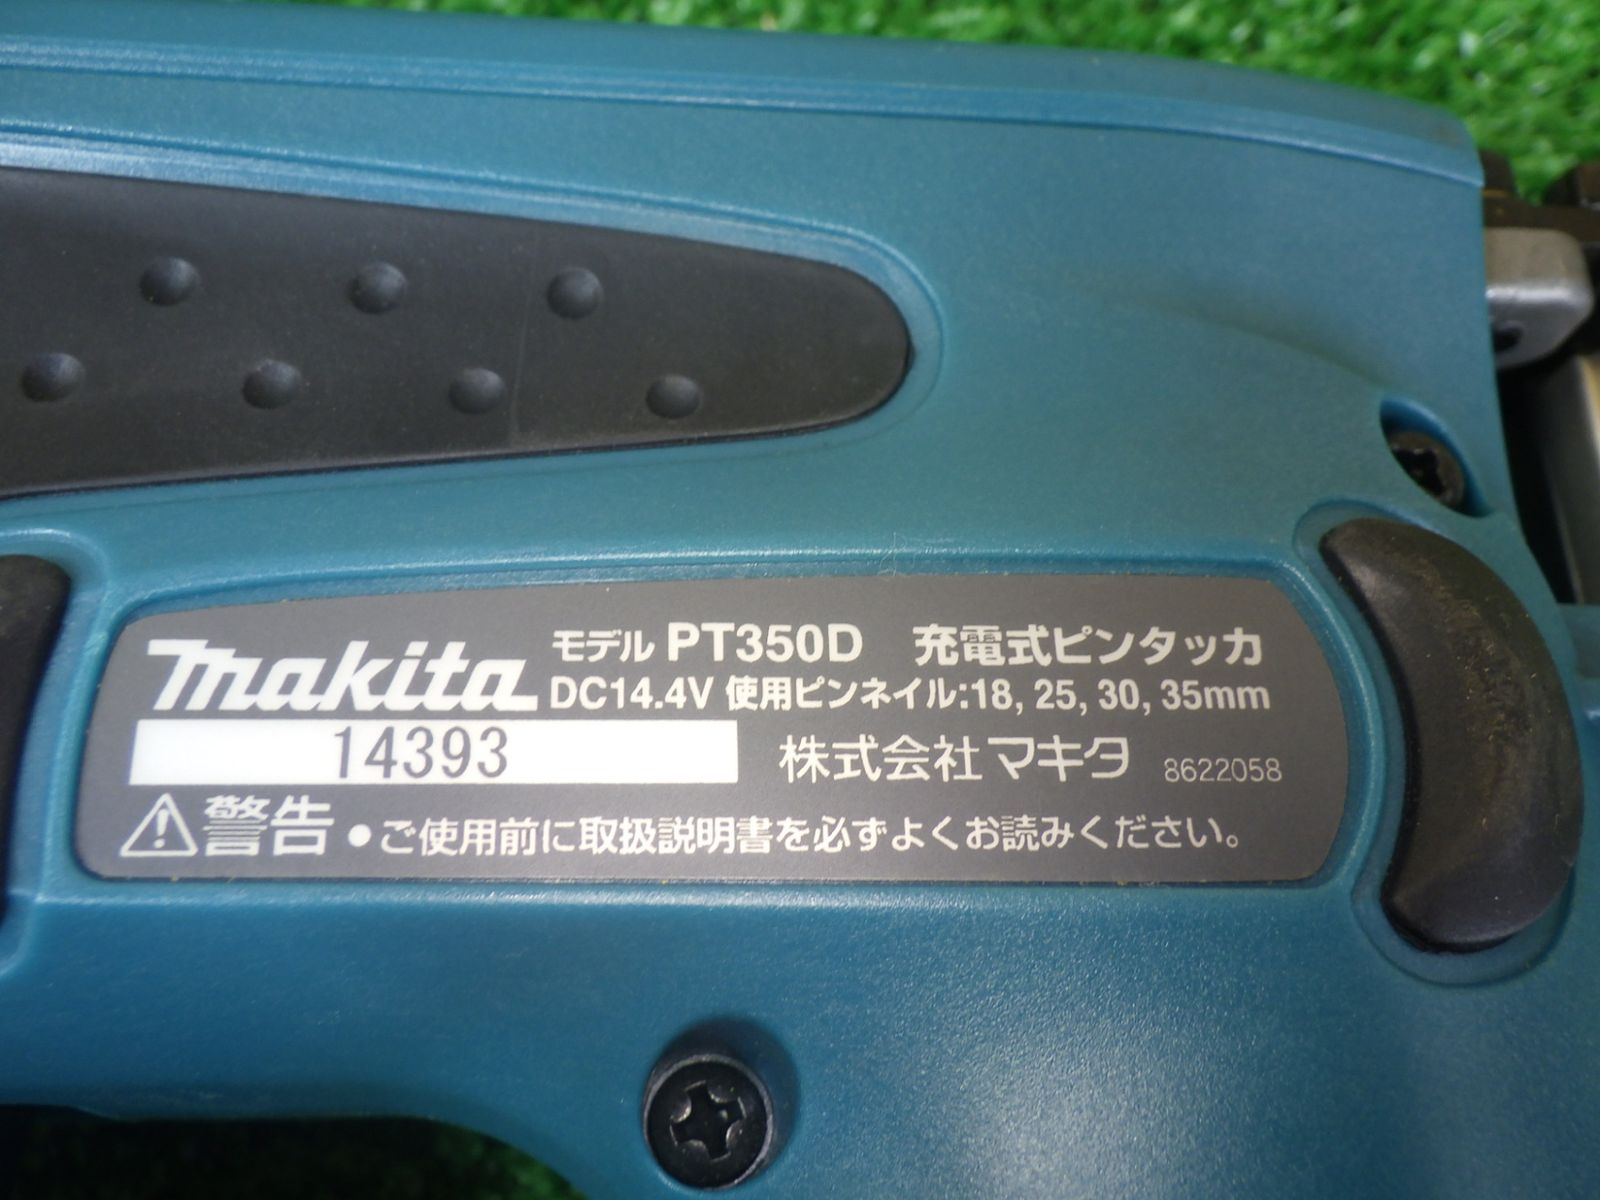 makita モデル PT350D 充電式ピンタッカ
DC14.4V 使用ピンネイル:18, 25, 30, 35mm
14393 株式会社マキタ 8622058
警告 ●ご使用前に取扱説明書を必ずよくお読みください。